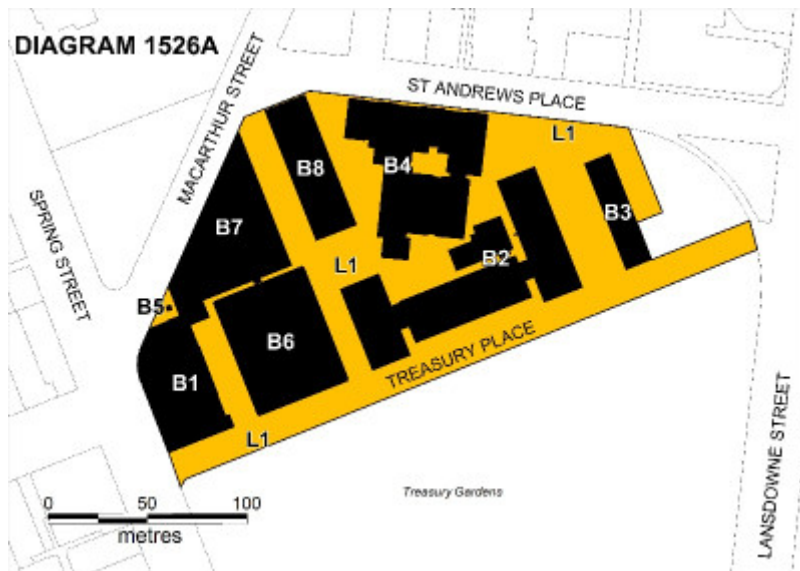 DIAGRAM 1526A
MACARTHUR STREET
ST ANDREWS PLACE
L1
B8
B4
B3
B7
SPRING STREET
L1
B2
B5
B6
TREASURY PLACE
B1
L1
LANSDOWNE STREET
Treasury Gardens
0 50 100
metres